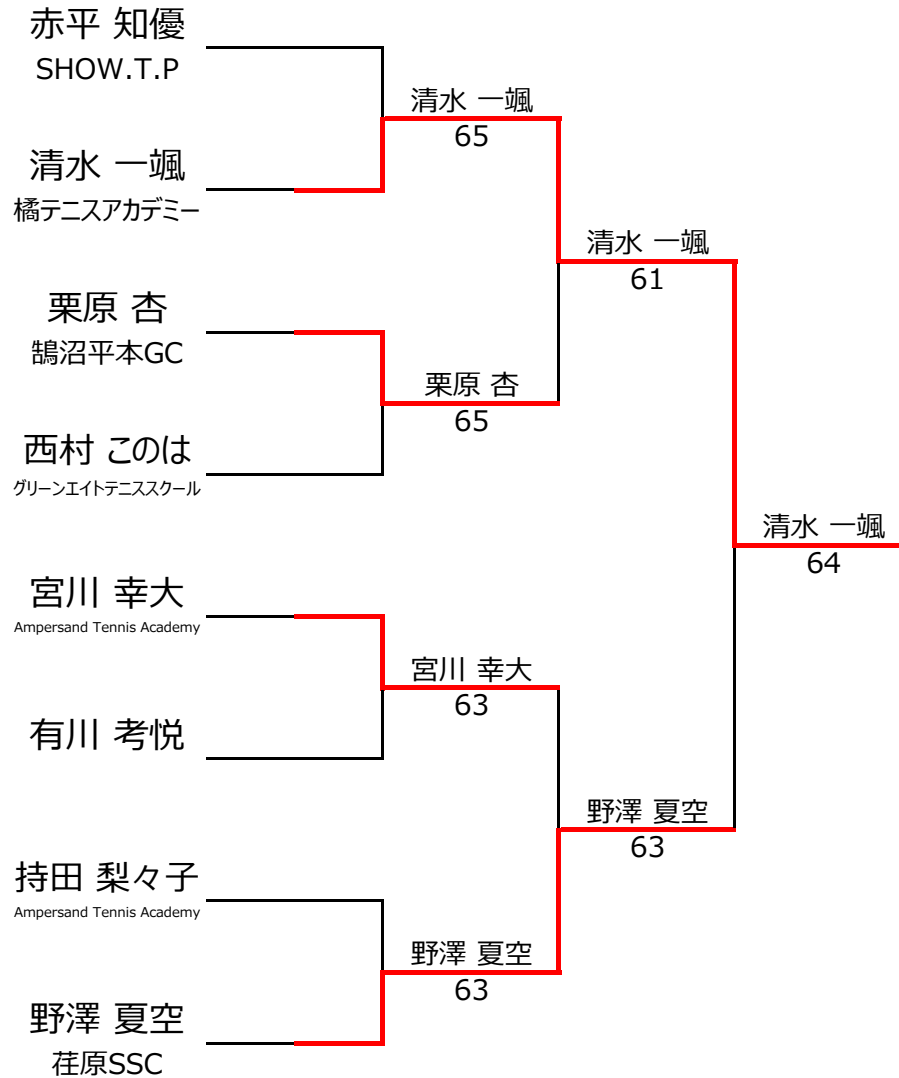 赤平 知優
SHOW.T.P
清水 一颯
65
清水 一颯
橘テニスアカデミー
清水 一颯
61
栗原 杏
鵠沼平本GC
栗原 杏
65
西村 このは
グリーンエイトテニススクール
清水 一颯
64
宮川 幸大
Ampersand Tennis Academy
宮川 幸大
63
有川 考悦
野澤 夏空
63
持田 梨々子
Ampersand Tennis Academy
野澤 夏空
63
野澤 夏空
荏原SSC